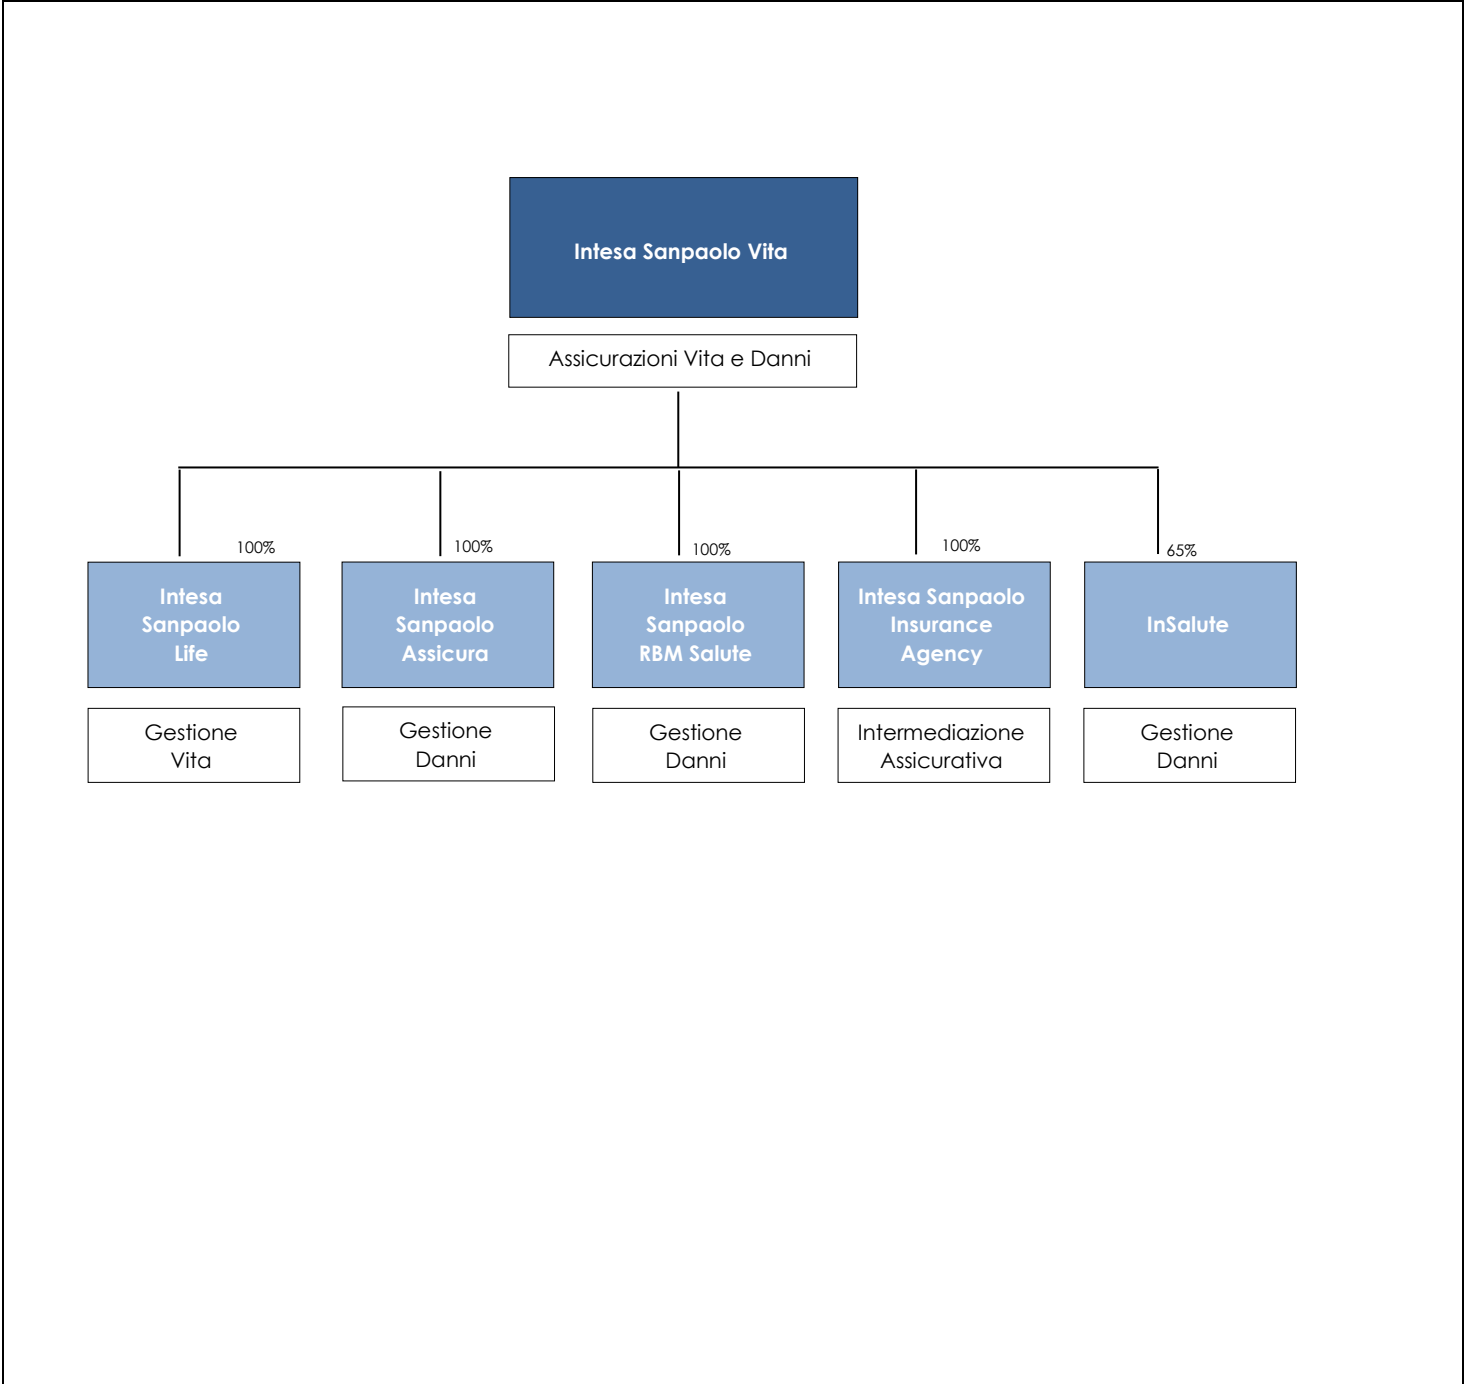 Intesa Sanpaolo Vita
Assicurazioni Vita e Danni
100%
100%
100%
100%
65%
Intesa
Sanpaolo
Life
Intesa
Sanpaolo
Assicura
Intesa
Sanpaolo
RBM Salute
Intesa Sanpaolo
Insurance
Agency
InSalute
Gestione
Vita
Gestione
Danni
Gestione
Danni
Intermediazione
Assicurativa
Gestione
Danni